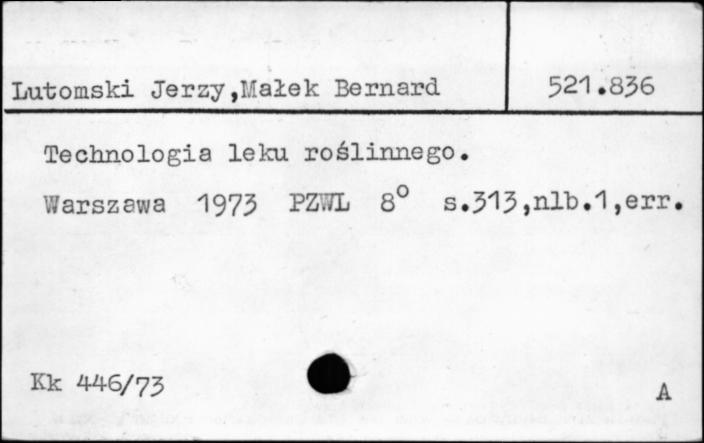 Lutomski Jerzy,Małek Bernard 521.836
Technologia leku roślinnego.
Warszawa 1973 PZWL 8° s.313,nlb.1,err.
Kk 446/73
A